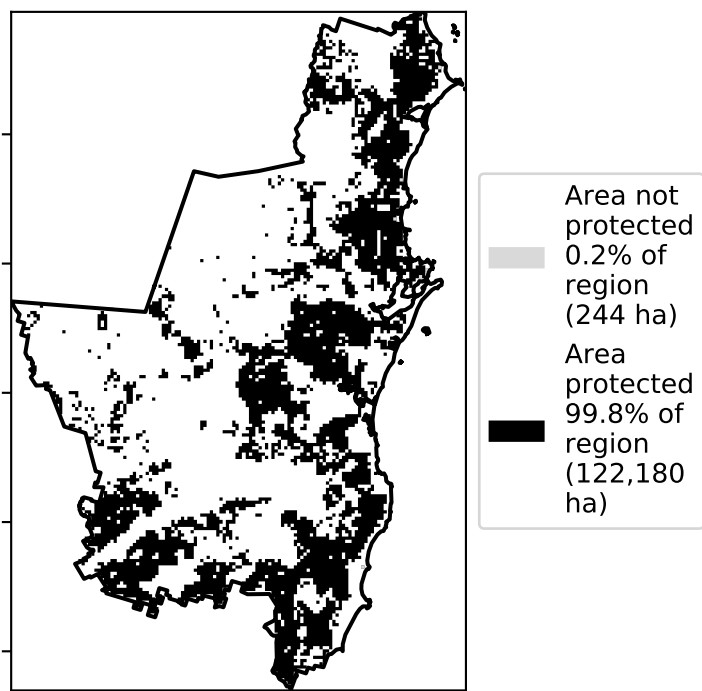 Area not
protected
0.2% of
region
(244 ha)
Area
protected
99.8% of
region
(122,180
ha)